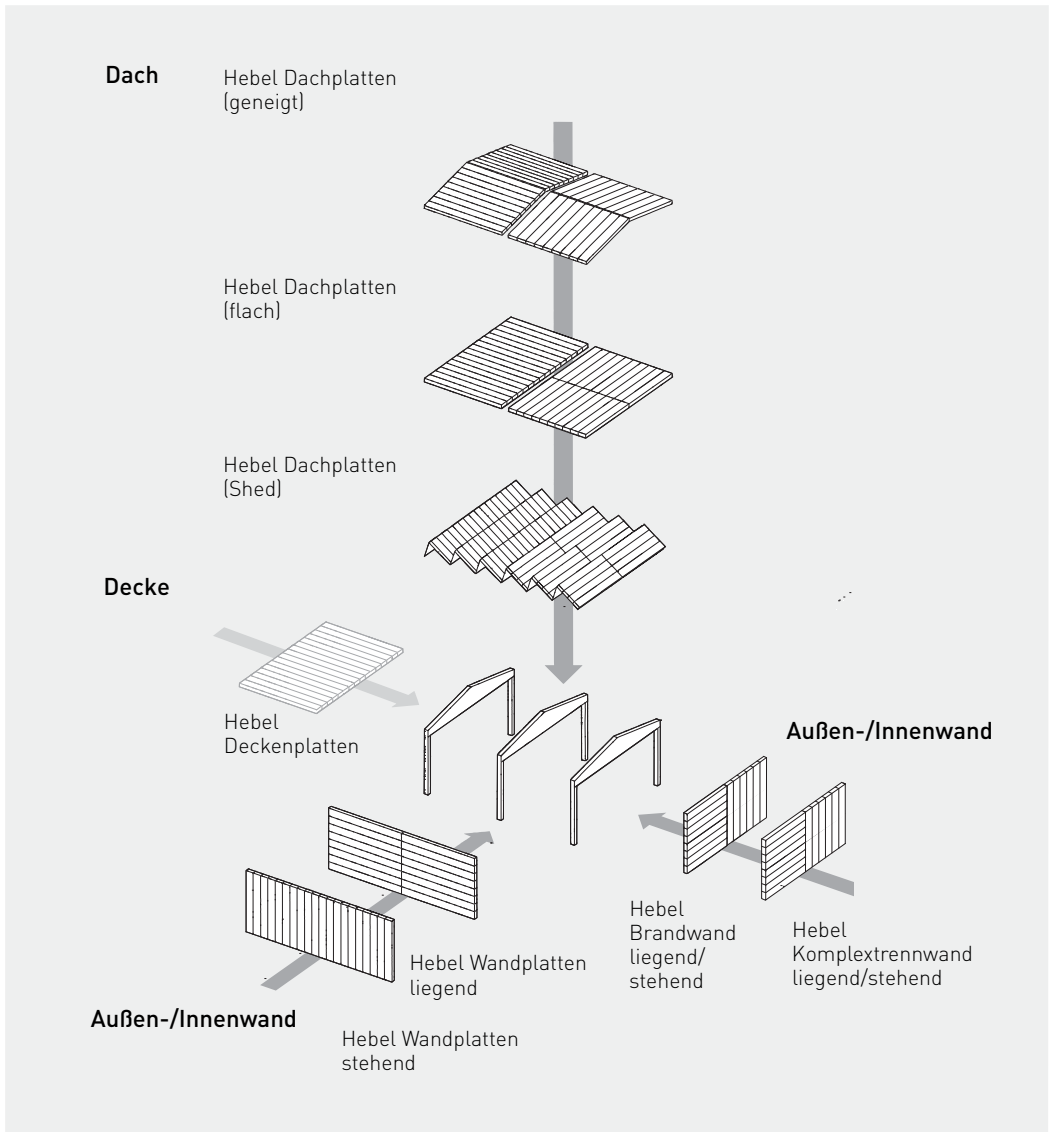 Dach
Hebel Dachplatten
(geneigt)
Hebel Dachplatten
(flach)
Hebel Dachplatten
(Shed)
Decke
Hebel
Deckenplatten
Außen-/Innenwand
Hebel
Brandwand
liegend/
stehend
Hebel
Komplextrennwand
liegend/stehend
Hebel Wandplatten
liegend
Außen-/Innenwand
Hebel Wandplatten
stehend